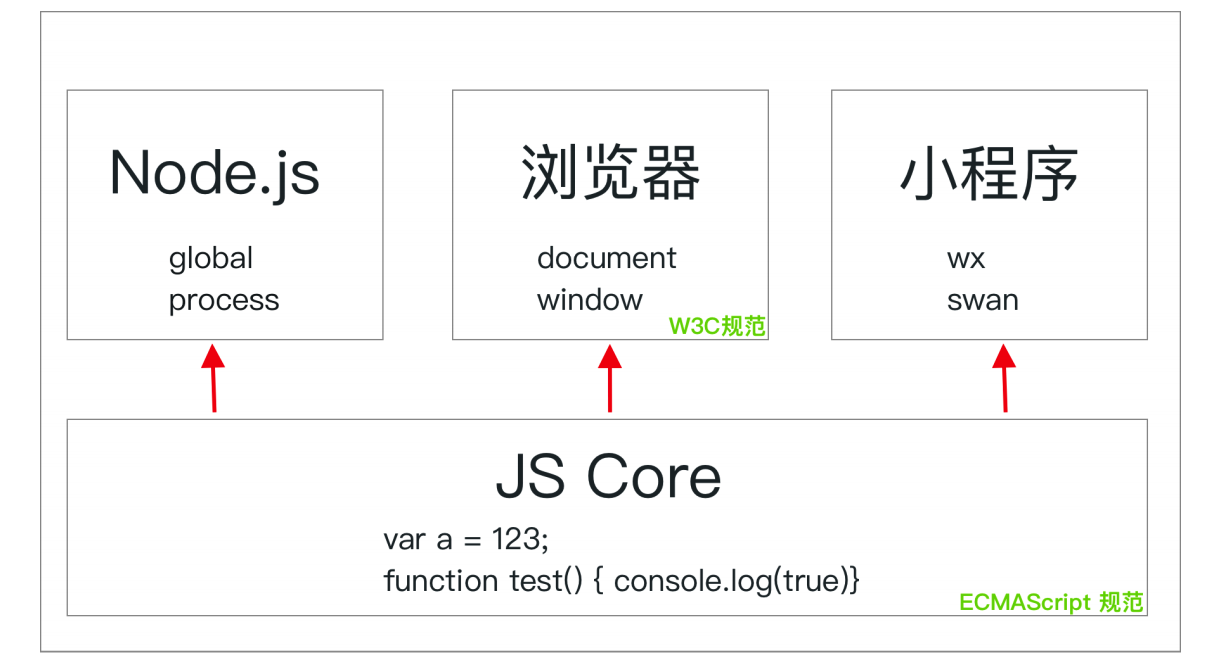 Node.js
global
process
浏览器
document
window
W3C规范
小程序
wx
swan
JS Core
var a = 123;
function test() { console.log(true)}
ECMAScript 规范